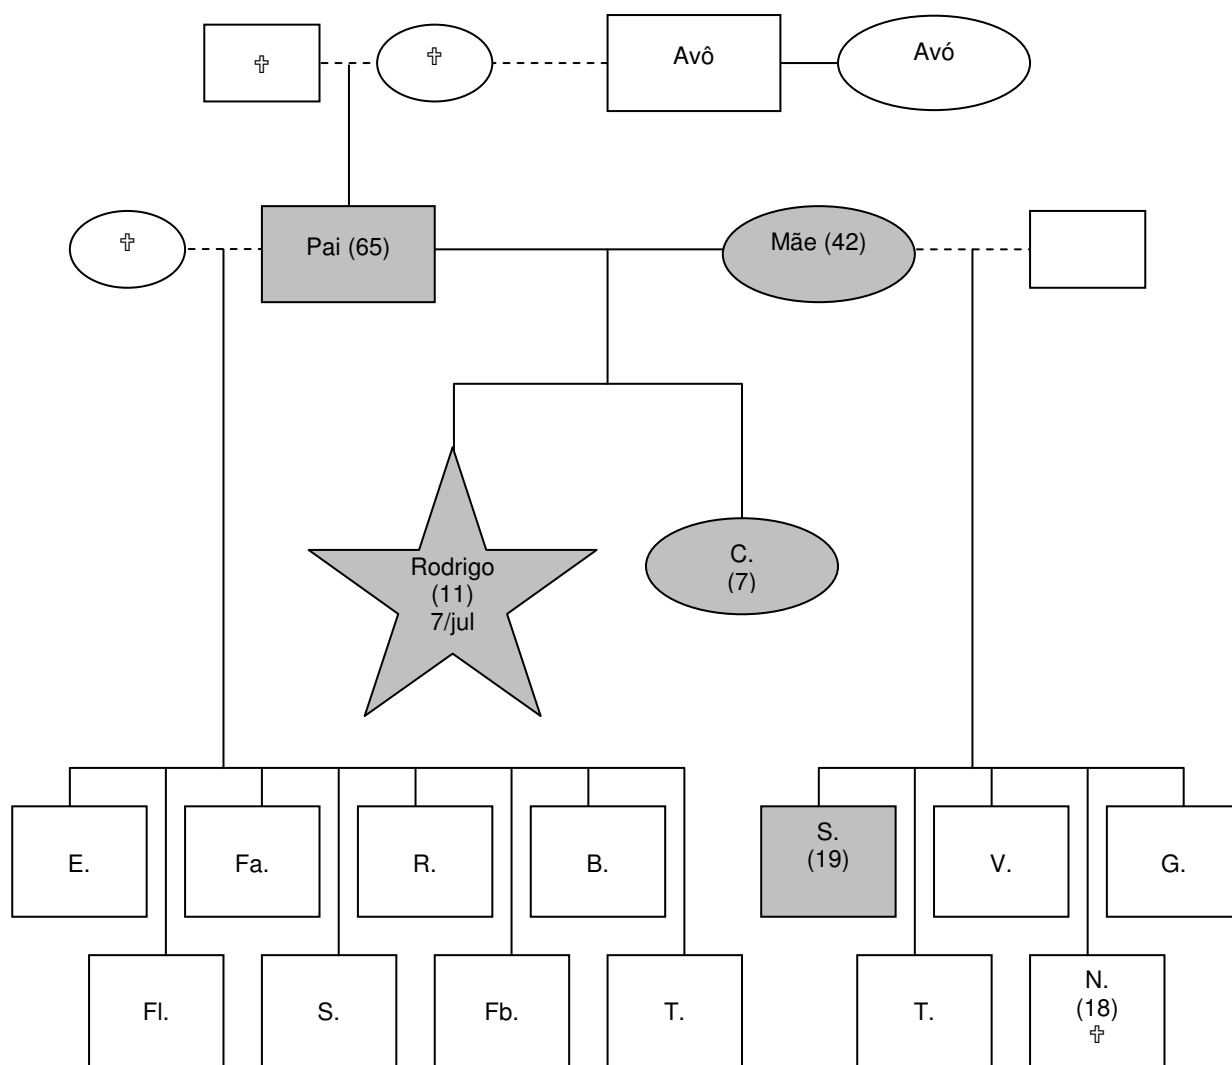 ✞
✞
Avô
Avó
✞
Pai (65)
Mãe (42)
Rodrigo
(11)
7/jul
C.
(7)
E.
Fa.
R.
B.
S.
(19)
V.
G.
Fl.
S.
Fb.
T.
T.
N.
(18)
✞